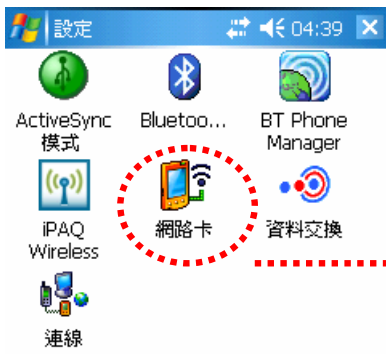 設定 04:39
ActiveSync Bluetoo... BT Phone
模式 Manager
iPAQ 網路卡 資料交換
Wireless
連線